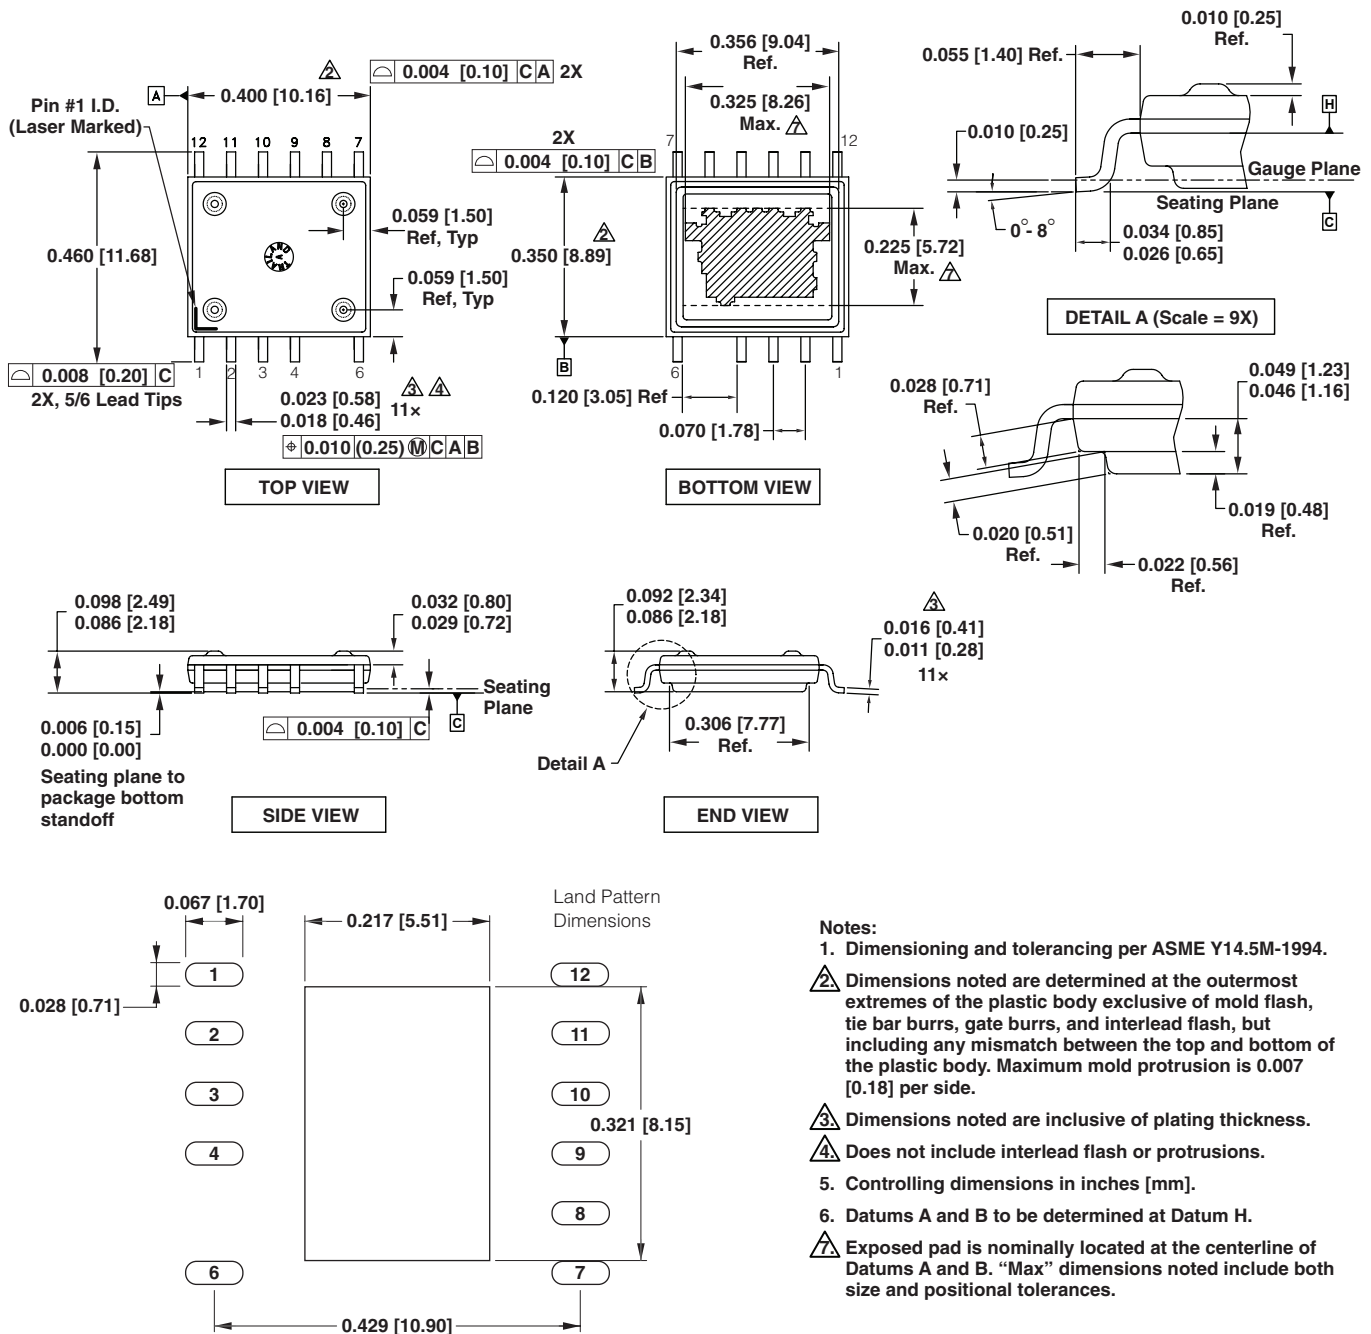 0.004 [0.10] C A 2X
2
A
0.400 [10.16]
Pin #1 I.D.
(Laser Marked)
12 11 10 9 8 7
0.460 [11.68]
0.059 [1.50]
Ref, Typ
0.059 [1.50]
Ref, Typ
1 2 3 4 6
0.008 [0.20] C
2X, 5/6 Lead Tips
0.023 [0.58]
0.018 [0.46]
3 4
11×
0.010 (0.25) M C A B
TOP VIEW
0.356 [9.04]
Ref.
0.325 [8.26]
Max. 7
2X
0.004 [0.10] C B
7 12
2
0.350 [8.89]
0.225 [5.72]
Max. 7
B
6 1
0.120 [3.05] Ref
0.070 [1.78]
BOTTOM VIEW
0.010 [0.25]
Ref.
0.055 [1.40] Ref.
H
0.010 [0.25]
Gauge Plane
Seating Plane
C
0°- 8°
0.034 [0.85]
0.026 [0.65]
DETAIL A (Scale = 9X)
0.028 [0.71]
Ref.
0.049 [1.23]
0.046 [1.16]
0.020 [0.51]
Ref.
0.019 [0.48]
Ref.
0.022 [0.56]
Ref.
0.098 [2.49]
0.086 [2.18]
0.032 [0.80]
0.029 [0.72]
Seating
Plane
C
0.004 [0.10] C
0.006 [0.15]
0.000 [0.00]
Seating plane to
package bottom
standoff
SIDE VIEW
0.092 [2.34]
0.086 [2.18]
3
0.016 [0.41]
0.011 [0.28]
11×
0.306 [7.77]
Ref.
Detail A
END VIEW
0.067 [1.70]
0.217 [5.51]
Land Pattern
Dimensions
0.028 [0.71]
1 12
2 11
3 10
0.321 [8.15]
4 9
8
6 7
0.429 [10.90]
Notes:
1. Dimensioning and tolerancing per ASME Y14.5M-1994.
2. Dimensions noted are determined at the outermost
extremes of the plastic body exclusive of mold flash,
tie bar burrs, gate burrs, and interlead flash, but
including any mismatch between the top and bottom of
the plastic body. Maximum mold protrusion is 0.007
[0.18] per side.
3. Dimensions noted are inclusive of plating thickness.
4. Does not include interlead flash or protrusions.
5. Controlling dimensions in inches [mm].
6. Datums A and B to be determined at Datum H.
7. Exposed pad is nominally located at the centerline of
Datums A and B. “Max” dimensions noted include both
size and positional tolerances.